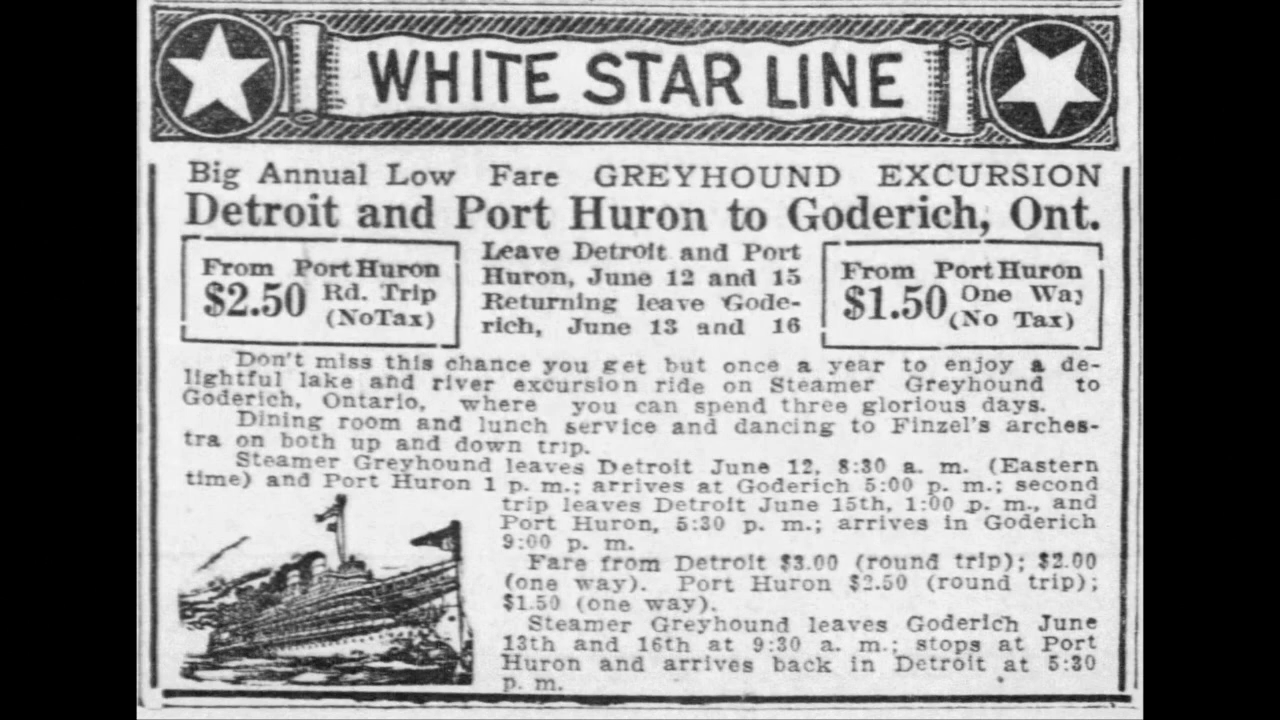 WHITE STAR LINE
Big Annual Low Fare GREYHOUND EXCURSION
Detroit and Port Huron to Goderich, Ont.
From Port Huron
$2.50 Rd. Trip
(No Tax)
Leave Detroit and Port
Huron, June 12 and 15
Returning leave Gode-
rich, June 13 and 16
From Port Huron
$1.50 One Way
(No Tax)
Don't miss this chance you get but once a year to enjoy a de-
lightful lake and river excursion ride on Steamer Greyhound to
Goderich, Ontario, where you can spend three glorious days.
Dining room and lunch service and dancing to Finzel's arches-
tra on both up and down trip.
Steamer Greyhound leaves Detroit June 12, 8:30 a. m. (Eastern
time) and Port Huron 1 p. m.; arrives at Goderich 5:00 p. m.; second
trip leaves Detroit June 15th, 1:00 p. m., and
Port Huron, 5:30 p. m.; arrives in Goderich
9:00 p. m.
Fare from Detroit $3.00 (round trip); $2.00
(one way). Port Huron $2.50 (round trip);
$1.50 (one way).
Steamer Greyhound leaves Goderich June
13th and 16th at 9:30 a. m.; stops at Port
Huron and arrives back in Detroit at 5:30
p. m.